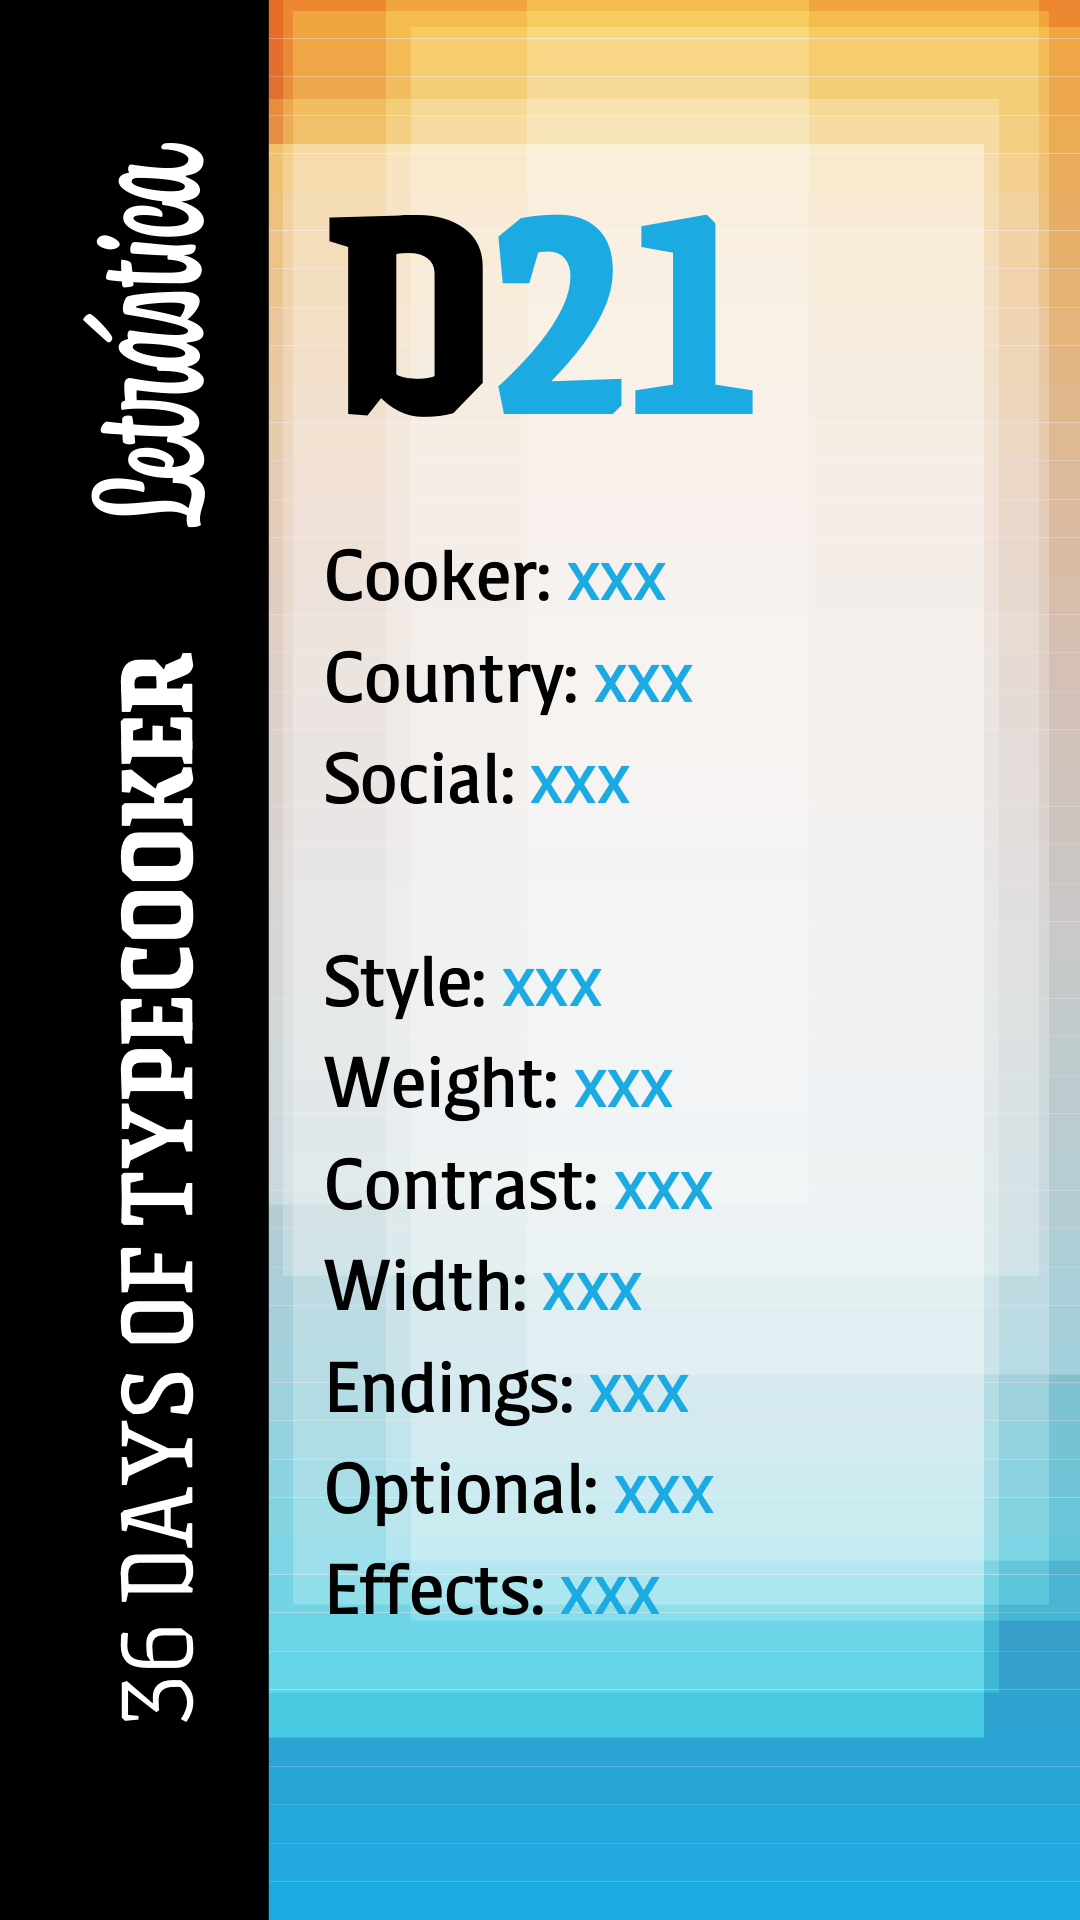 Letrástica
36 DAYS OF TYPECOOKER
D21
Cooker: xxx
Country: xxx
Social: xxx
Style: xxx
Weight: xxx
Contrast: xxx
Width: xxx
Endings: xxx
Optional: xxx
Effects: xxx